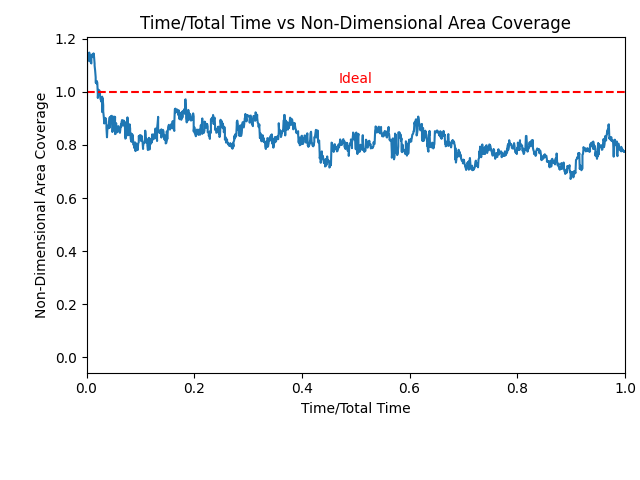 Time/Total Time vs Non-Dimensional Area Coverage
1.2
1.0
0.8
0.6
0.4
0.2
0.0
Non-Dimensional Area Coverage
Ideal
0.0 0.2 0.4 0.6 0.8 1.0
Time/Total Time